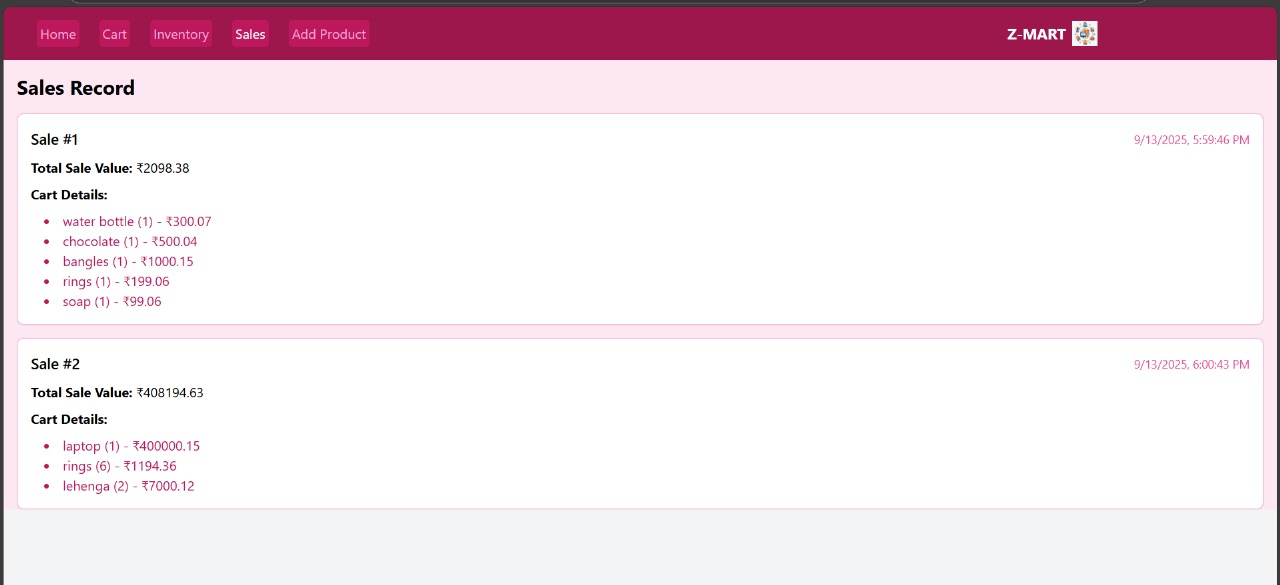 Home Cart Inventory Sales Add Product Z-MART
Sales Record
Sale #1 9/13/2025, 5:59:46 PM
Total Sale Value: ₹2098.38
Cart Details:
• water bottle (1) - ₹300.07
• chocolate (1) - ₹500.04
• bangles (1) - ₹1000.15
• rings (1) - ₹199.06
• soap (1) - ₹99.06
Sale #2 9/13/2025, 6:00:43 PM
Total Sale Value: ₹408194.63
Cart Details:
• laptop (1) - ₹400000.15
• rings (6) - ₹1194.36
• lehenga (2) - ₹7000.12